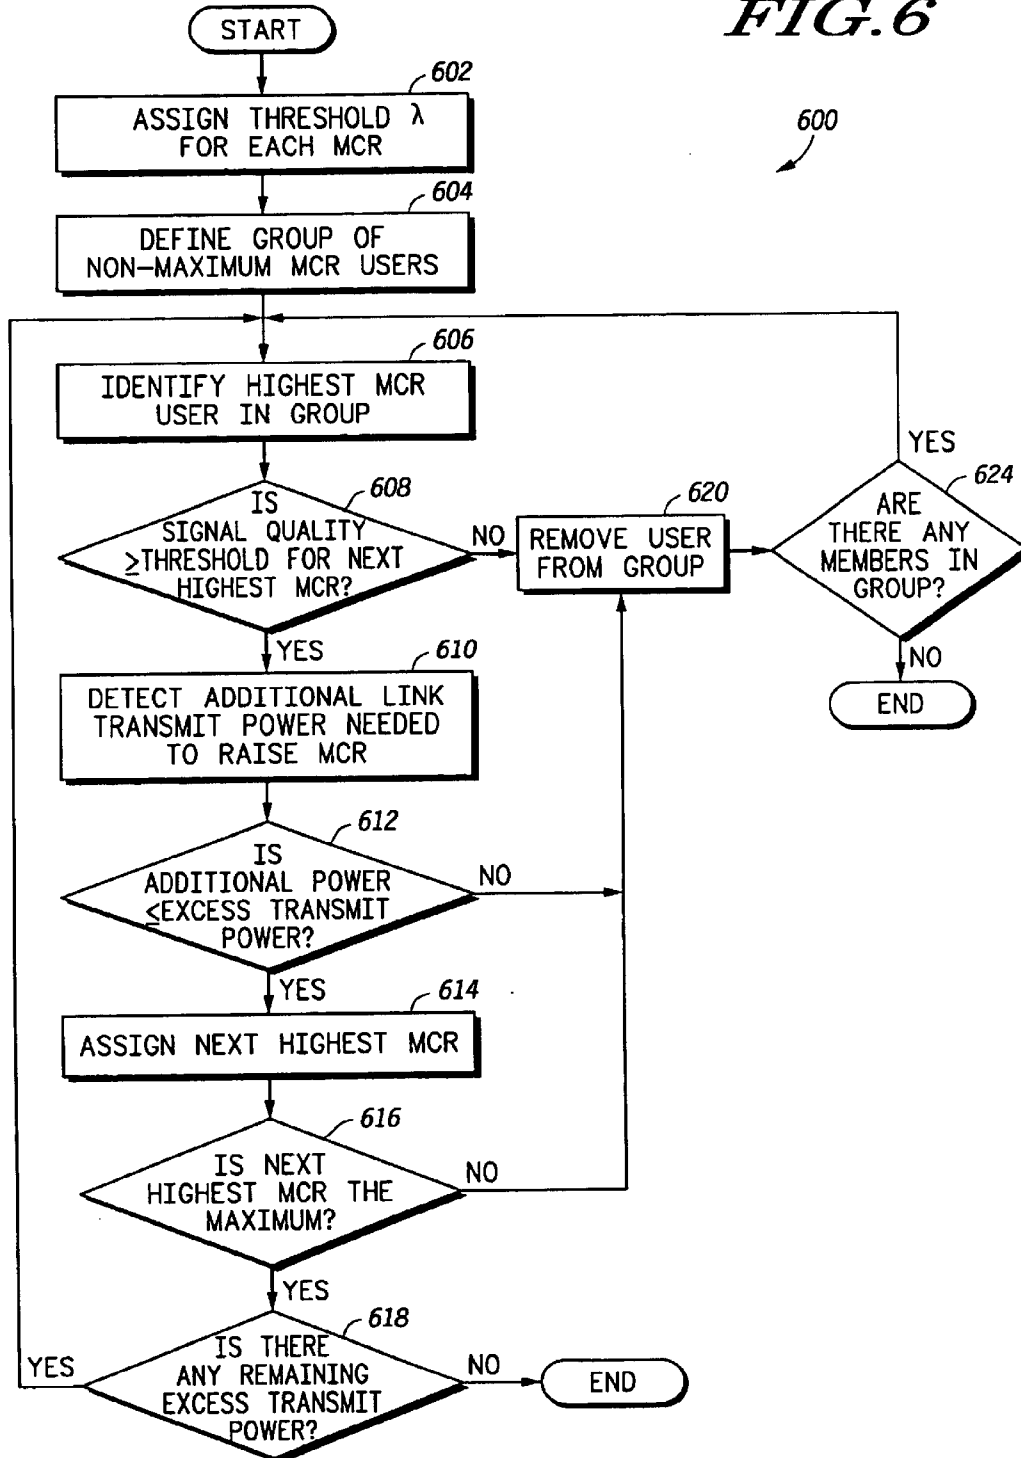 FIG.6
START
602
ASSIGN THRESHOLD λ
FOR EACH MCR
600
604
DEFINE GROUP OF
NON-MAXIMUM MCR USERS
606
IDENTIFY HIGHEST MCR
USER IN GROUP
608
IS
SIGNAL QUALITY
≥THRESHOLD FOR NEXT
HIGHEST MCR?
NO
YES
620
REMOVE USER
FROM GROUP
624
ARE
THERE ANY
MEMBERS IN
GROUP?
YES
NO
END
610
DETECT ADDITIONAL LINK
TRANSMIT POWER NEEDED
TO RAISE MCR
612
IS
ADDITIONAL POWER
≤EXCESS TRANSMIT
POWER?
NO
YES
614
ASSIGN NEXT HIGHEST MCR
616
IS NEXT
HIGHEST MCR THE
MAXIMUM?
NO
YES
618
IS THERE
ANY REMAINING
EXCESS TRANSMIT
POWER?
YES
NO
END